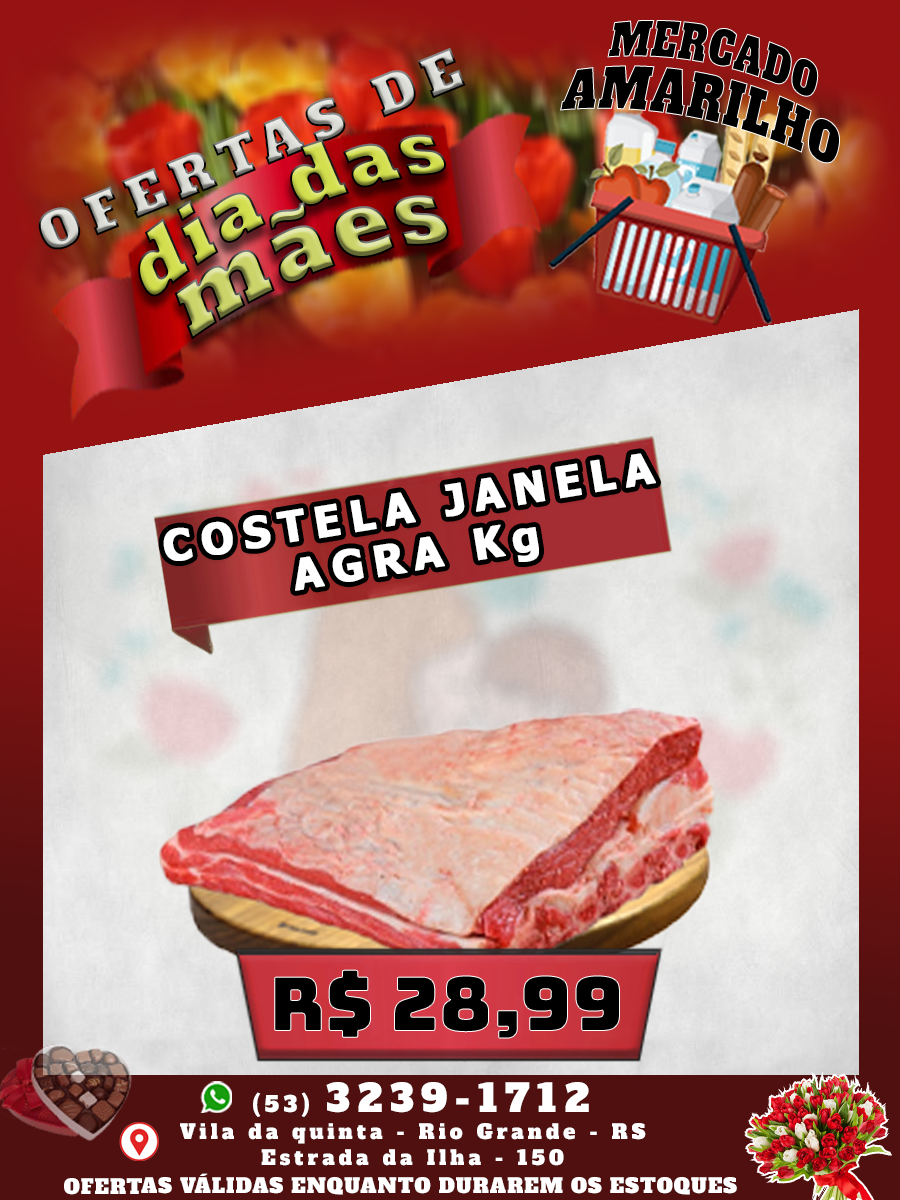 OFERTAS DE
dia das
mães
MERCADO
AMARILHO
COSTELA JANELA
AGRA Kg
R$ 28,99
(53) 3239-1712
Vila da quinta - Rio Grande - RS
Estrada da Ilha - 150
OFERTAS VÁLIDAS ENQUANTO DURAREM OS ESTOQUES